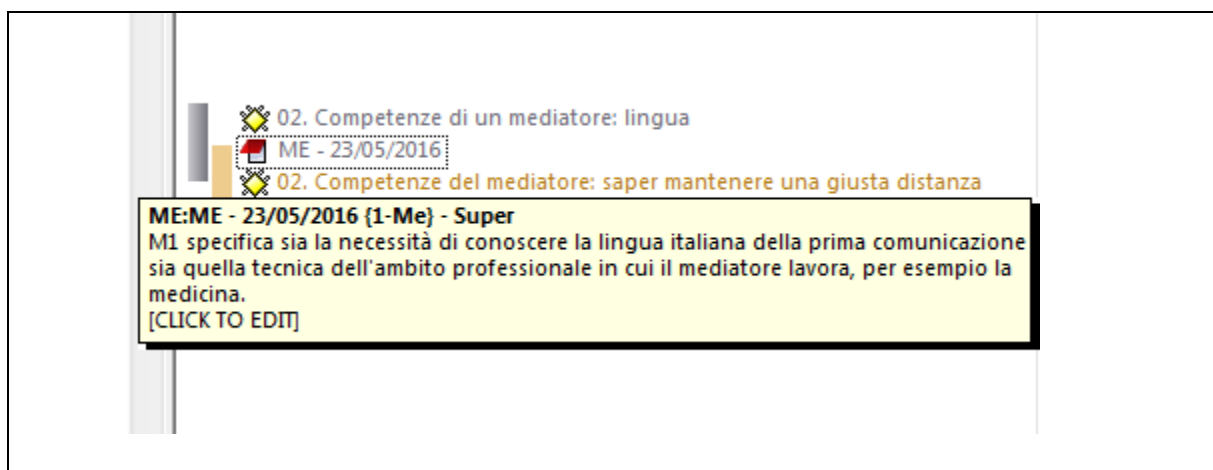 02. Competenze di un mediatore: lingua
ME - 23/05/2016
02. Competenze del mediatore: saper mantenere una giusta distanza
ME:ME - 23/05/2016 {1-Me} - Super
M1 specifica sia la necessità di conoscere la lingua italiana della prima comunicazione
sia quella tecnica dell'ambito professionale in cui il mediatore lavora, per esempio la
medicina.
[CLICK TO EDIT]